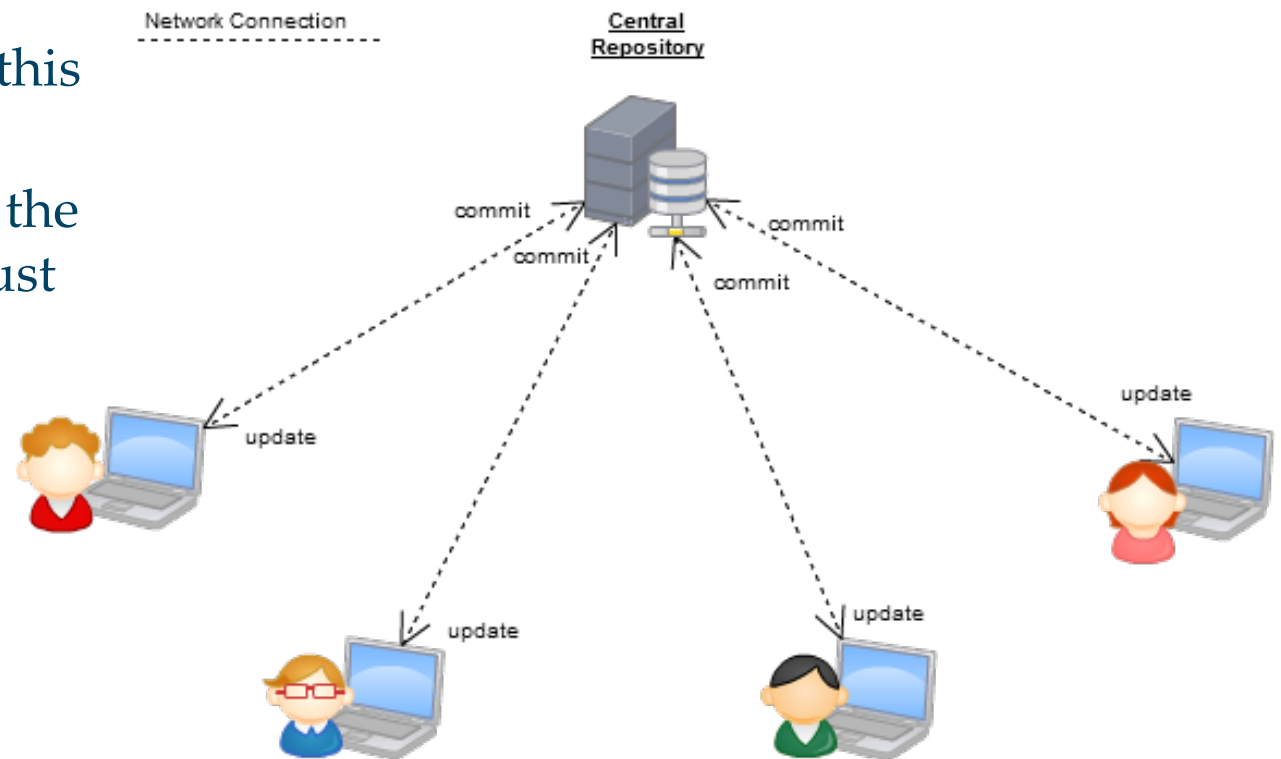 Network Connection
Central
Repository
this
the
ust
commit
commit
commit
commit
update
update
update
update